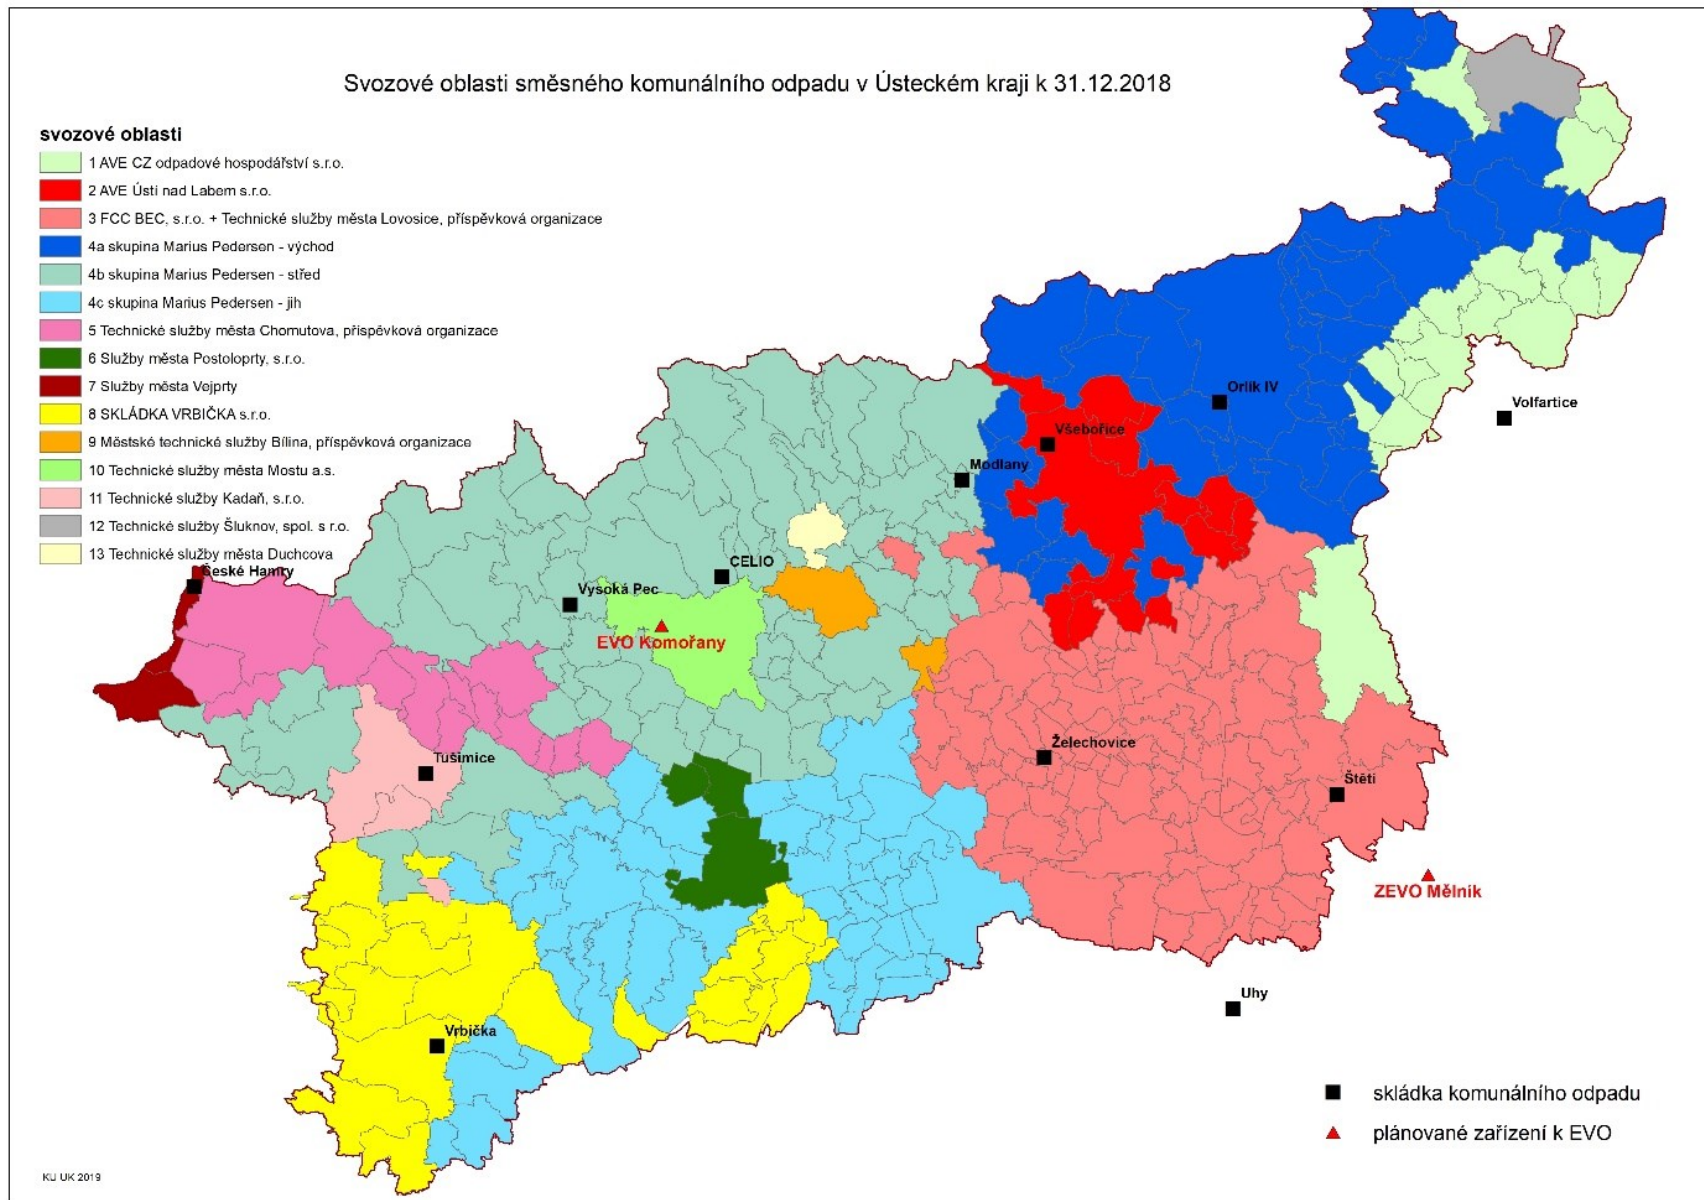 Svozové oblasti směsného komunálního odpadu v Ústeckém kraji k 31.12.2018
svozové oblasti
1 AVE CZ odpadové hospodářství s.r.o.
2 AVE Ústí nad Labem s.r.o.
3 FCC BEC, s.r.o. + Technické služby města Lovosice, příspěvková organizace
4a skupina Marius Pedersen - východ
4b skupina Marius Pedersen - střed
4c skupina Marius Pedersen - jih
5 Technické služby města Chomutova, příspěvková organizace
6 Služby města Postoloprty, s.r.o.
7 Služby města Vejprty
8 SKLÁDKA VRBIČKA s.r.o.
9 Městské technické služby Bílina, příspěvková organizace
10 Technické služby města Mostu a.s.
11 Technické služby Kadaň, s.r.o.
12 Technické služby Šluknov, spol. s r.o.
13 Technické služby města Duchcova
Orlík IV
Volfartice
Všebořice
Modlany
CELIO
České Hamry
Vysoká Pec
EVO Komořany
Želechovice
Tušimice
Štětí
ZEVO Mělník
Uhy
Vrbička
skládka komunálního odpadu
plánované zařízení k EVO
KU UK 2019